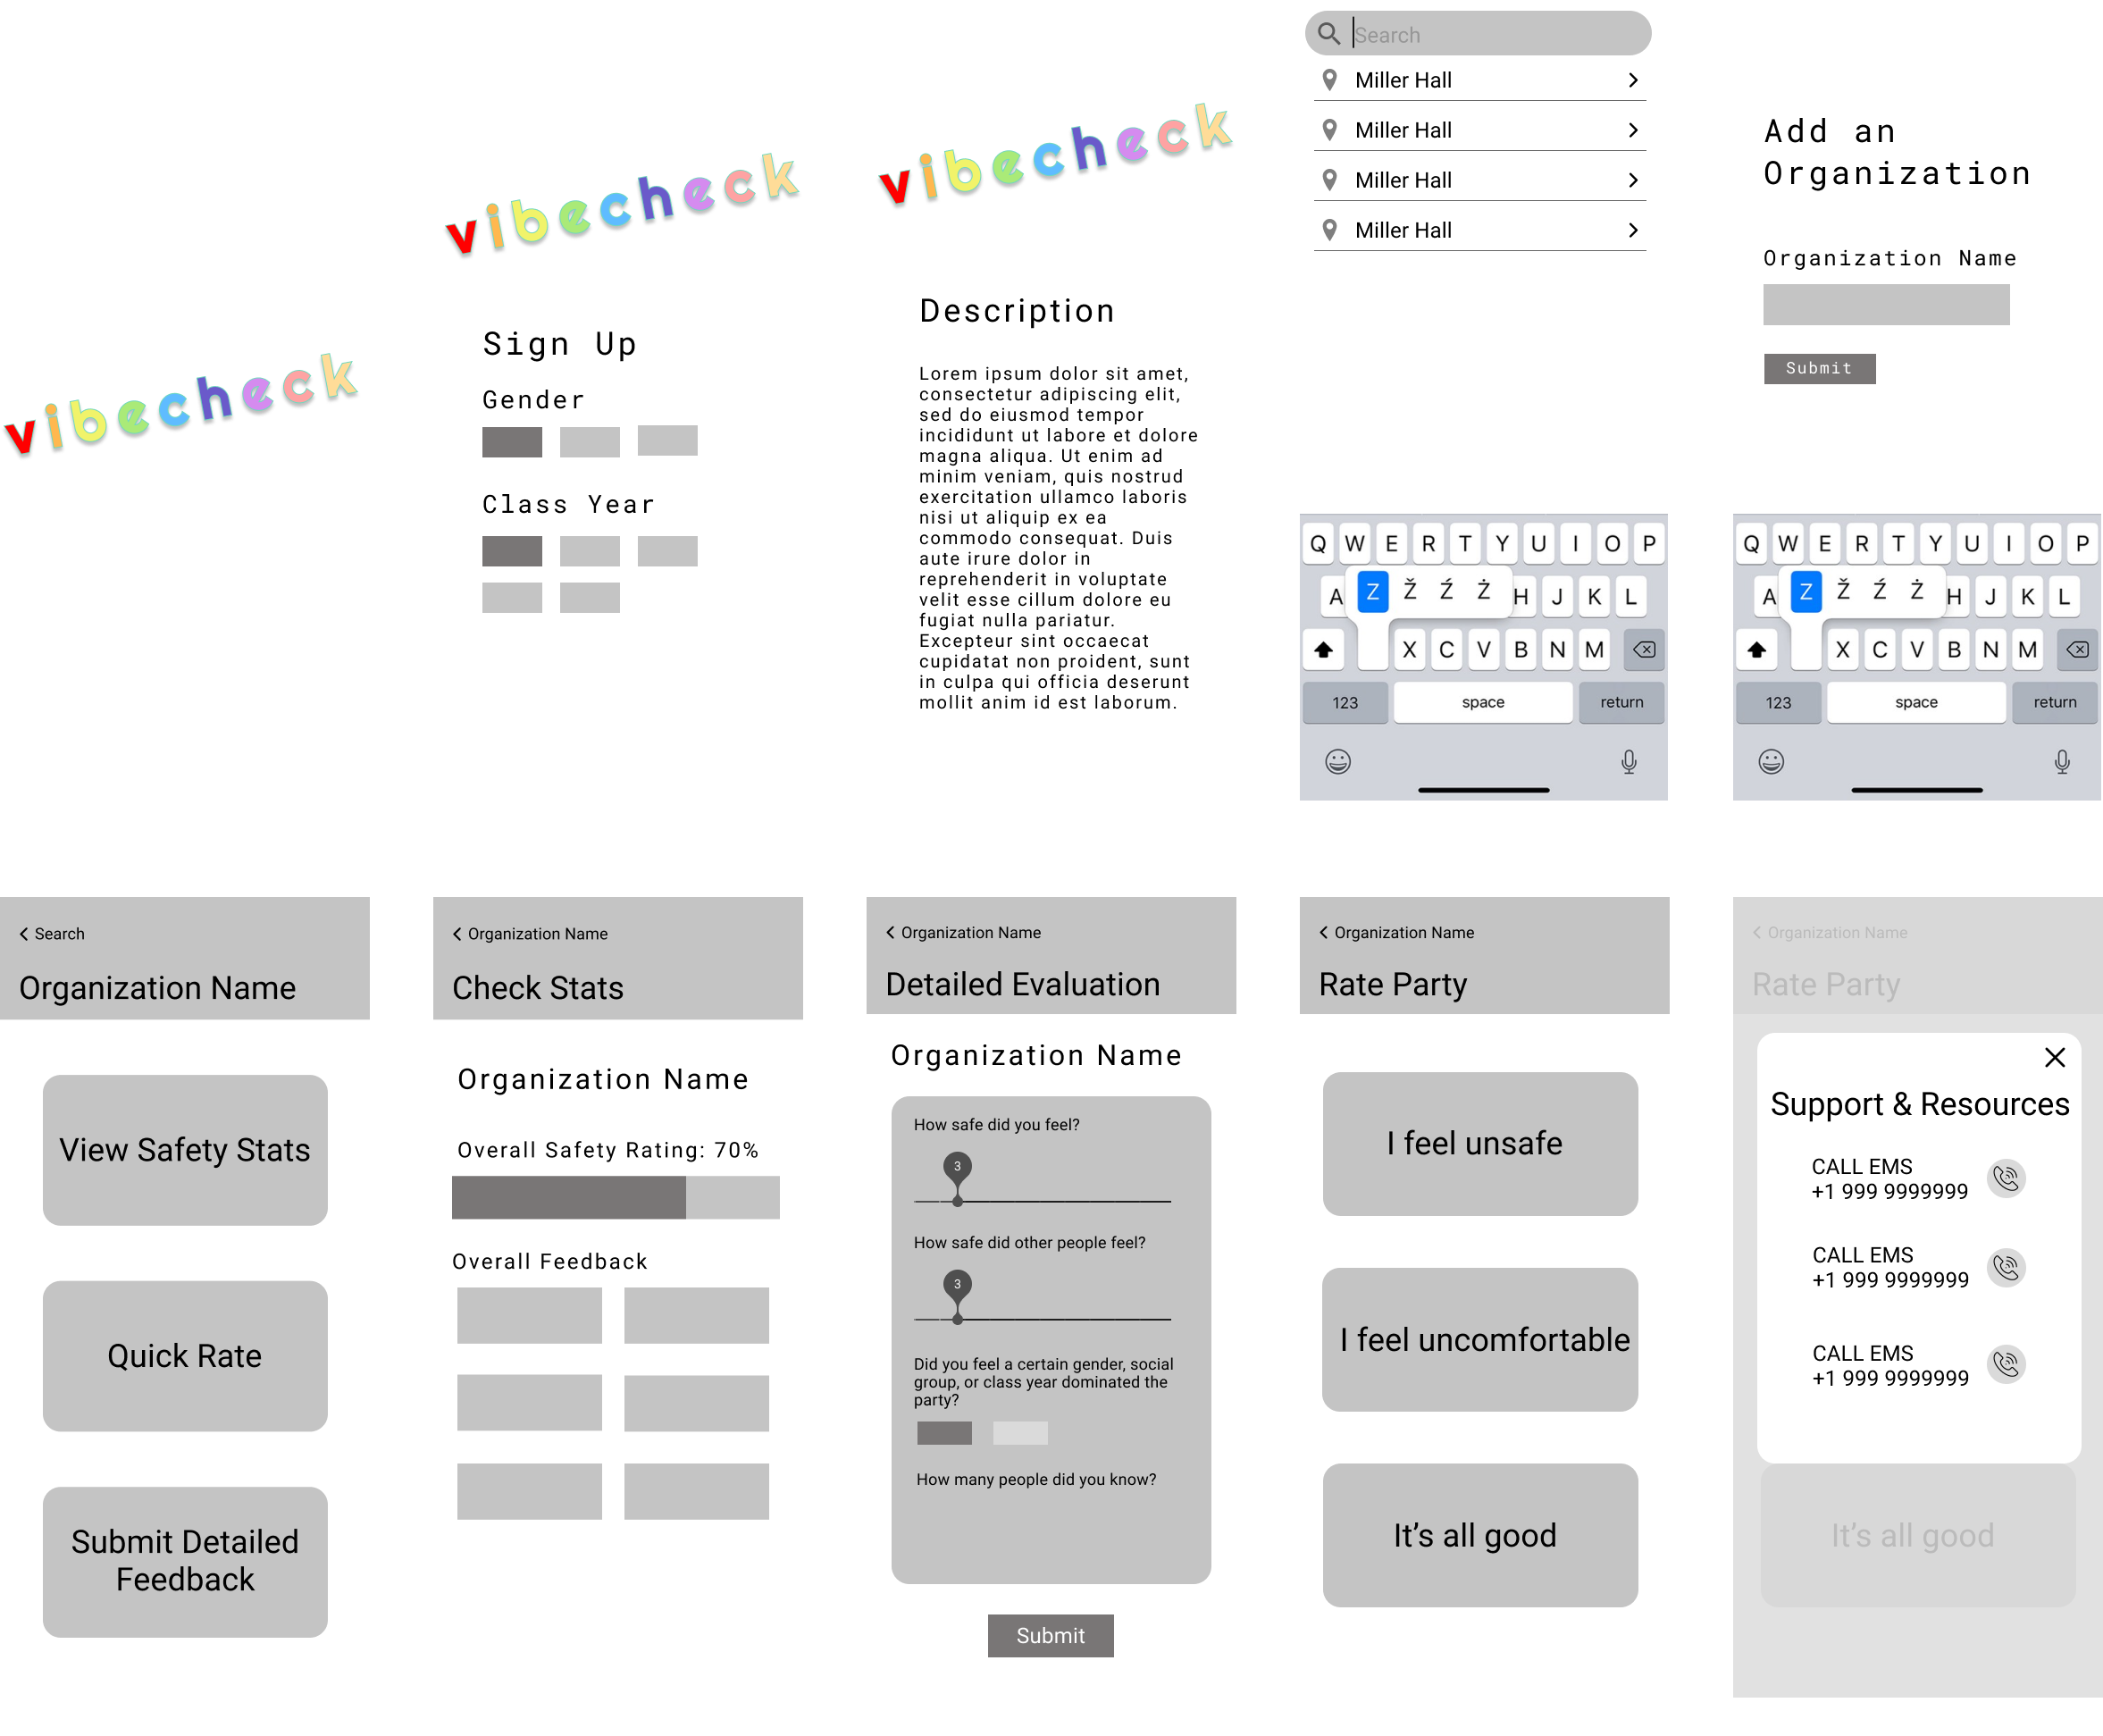 vibecheck
vibecheck
Sign Up
Gender
Class Year
vibecheck
Description
Lorem ipsum dolor sit amet,
consectetur adipiscing elit,
sed do eiusmod tempor
incididunt ut labore et dolore
magna aliqua. Ut enim ad
minim veniam, quis nostrud
exercitation ullamco laboris
nisi ut aliquip ex ea
commodo consequat. Duis
aute irure dolor in
reprehenderit in voluptate
velit esse cillum dolore eu
fugiat nulla pariatur.
Excepteur sint occaecat
cupidatat non proident, sunt
in culpa qui officia deserunt
mollit anim id est laborum.
Search
Miller Hall
Miller Hall
Miller Hall
Miller Hall
Q W E R T Y U I O P
A Z Ž Ź Ż H J K L
X C V B N M
123 space return
Add an
Organization
Organization Name
Submit
Q W E R T Y U I O P
A Z Ž Ź Ż H J K L
X C V B N M
123 space return
Search
Organization Name
View Safety Stats
Quick Rate
Submit Detailed
Feedback
Organization Name
Check Stats
Organization Name
Overall Safety Rating: 70%
Overall Feedback
Organization Name
Detailed Evaluation
Organization Name
How safe did you feel?
3
How safe did other people feel?
3
Did you feel a certain gender, social
group, or class year dominated the
party?
How many people did you know?
Submit
Organization Name
Rate Party
I feel unsafe
I feel uncomfortable
It's all good
Organization Name
Rate Party
Support & Resources
CALL EMS
+1 999 9999999
CALL EMS
+1 999 9999999
CALL EMS
+1 999 9999999
It's all good